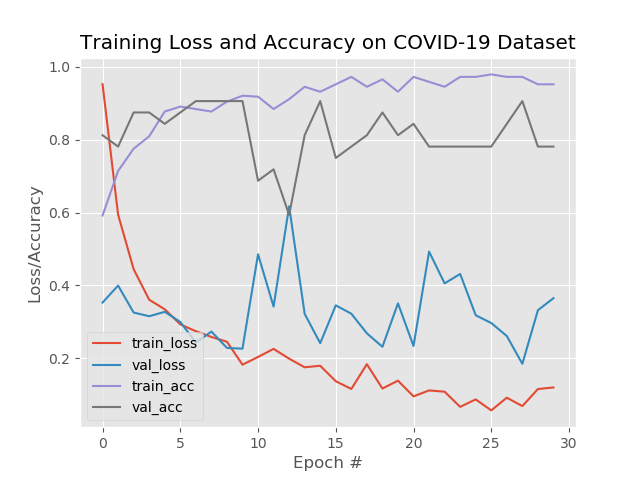 Training Loss and Accuracy on COVID-19 Dataset
1.0
0.8
0.6
0.4
0.2
Loss/Accuracy
train_loss
val_loss
train_acc
val_acc
0 5 10 15 20 25 30
Epoch #